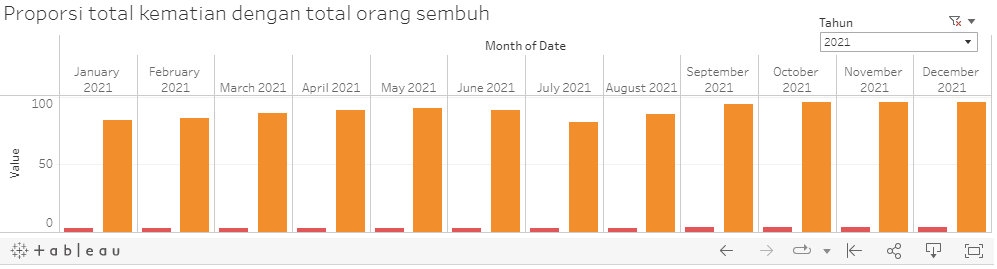 Proporsi total kematian dengan total orang sembuh
Tahun
2021
Month of Date
January 2021
February 2021
March 2021
April 2021
May 2021
June 2021
July 2021
August 2021
September 2021
October 2021
November 2021
December 2021
100
50
0
Value
+ a b | e a u